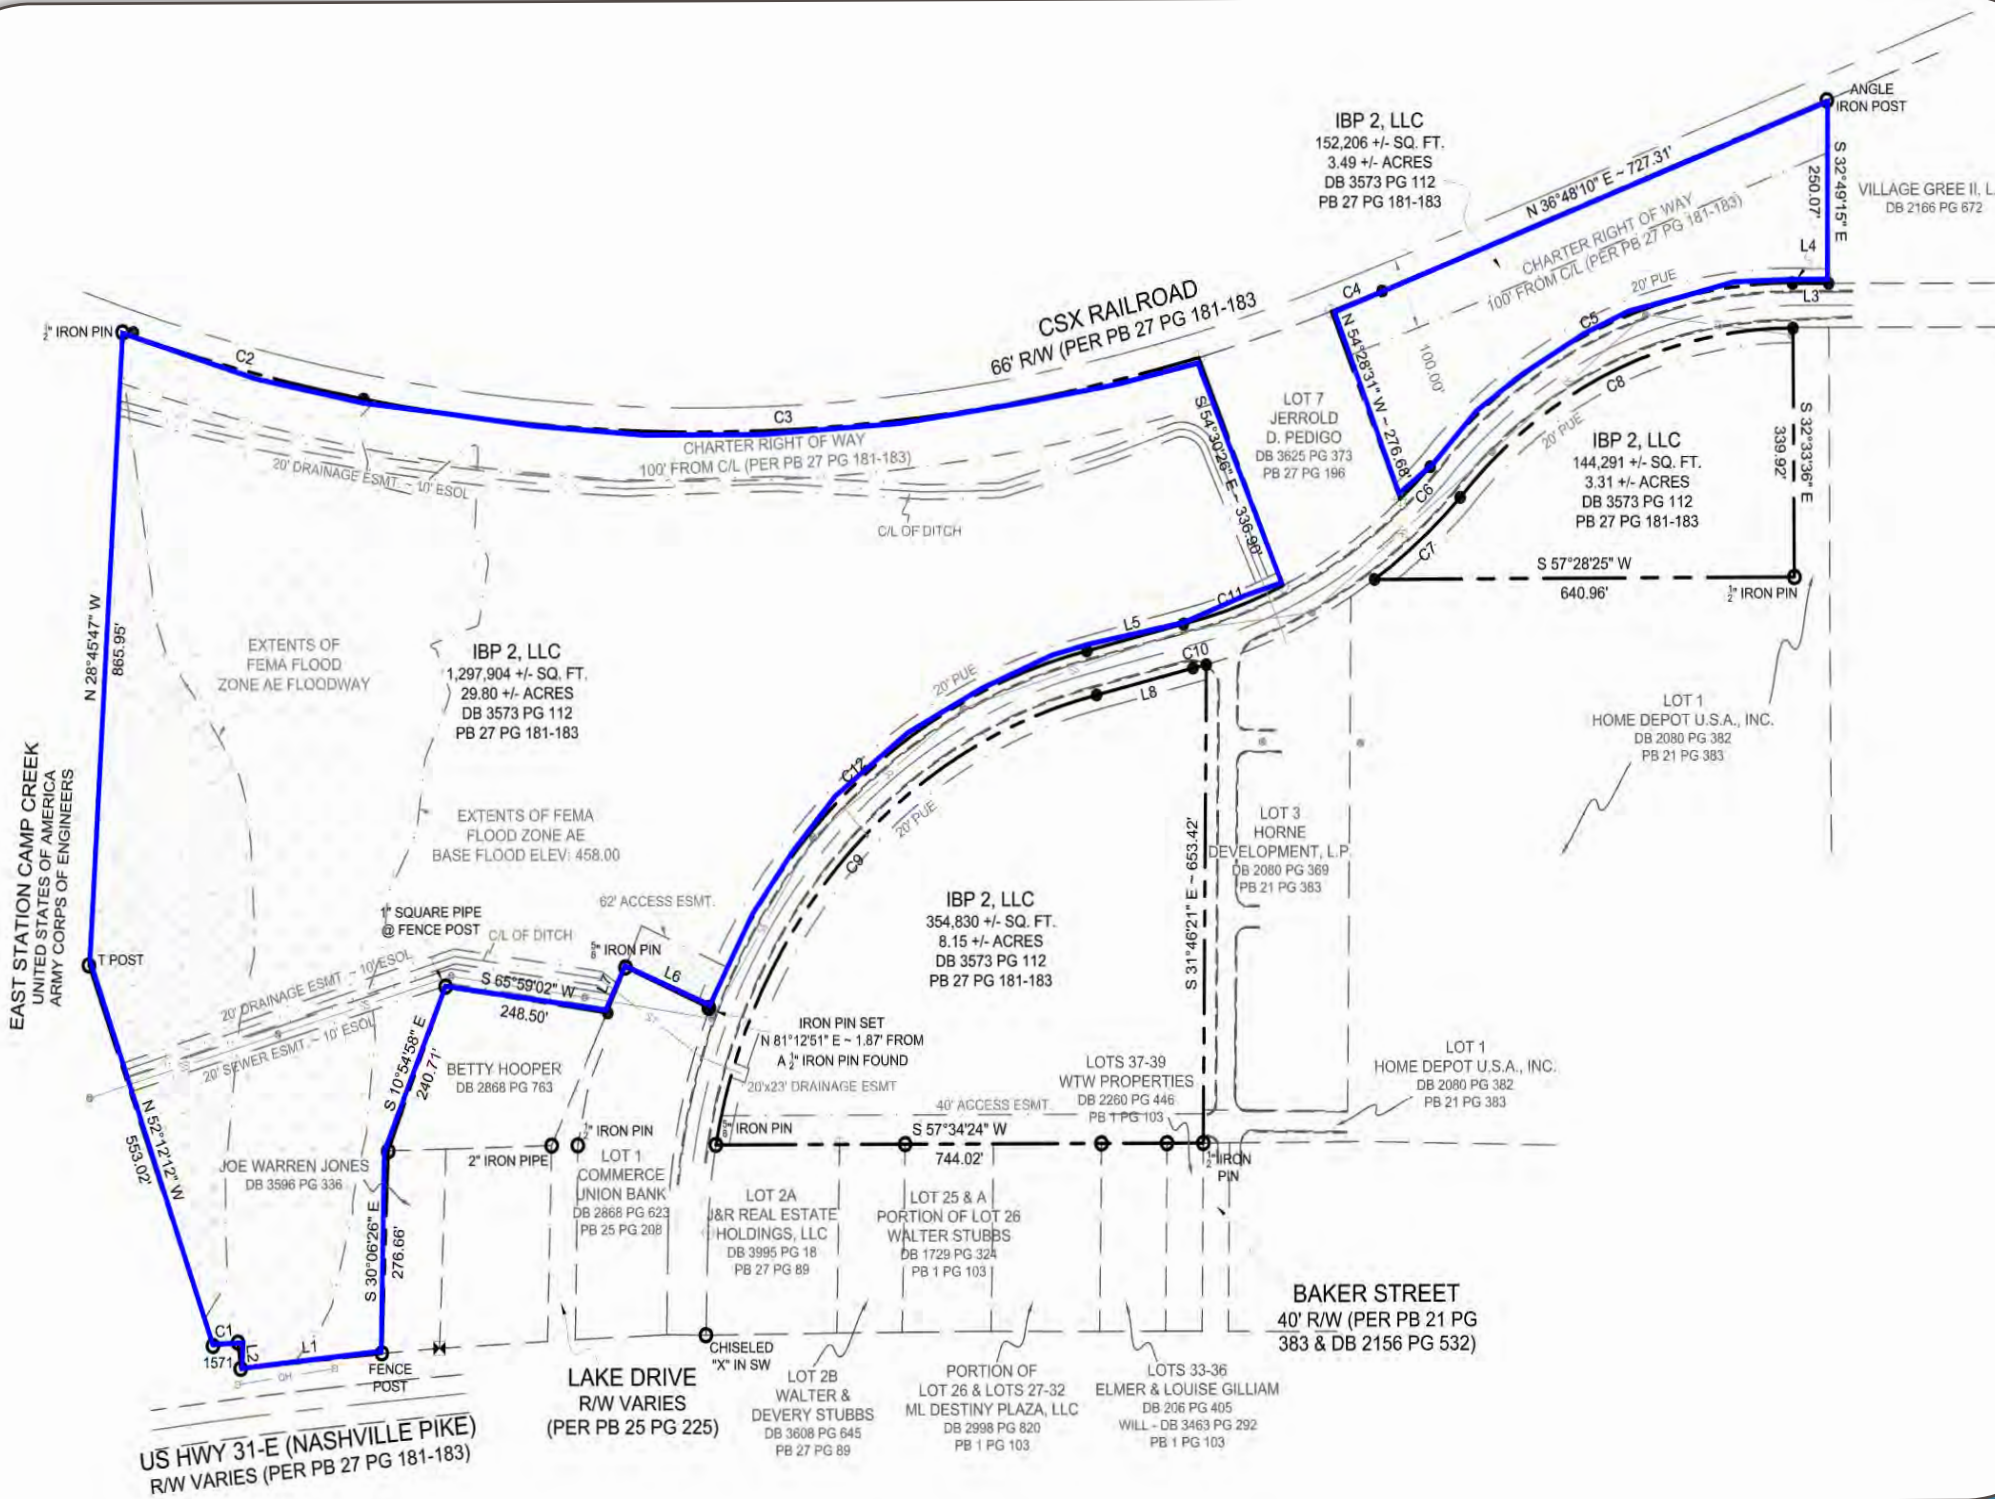 ANGLE
IRON POST
IBP 2, LLC
152,206 +/- SQ. FT.
3.49 +/- ACRES
DB 3573 PG 112
PB 27 PG 181-183
N 36°48'10" E ~ 727.31'
S 32°49'15" E
250.07'
VILLAGE GREE II, L
DB 2166 PG 672
CHARTER RIGHT OF WAY
100' FROM C/L (PER PB 27 PG 181-183)
L4
L3
20' PUE
C4
C5
CSX RAILROAD
66' R/W (PER PB 27 PG 181-183
½" IRON PIN
C2
C3
CHARTER RIGHT OF WAY
100' FROM C/L (PER PB 27 PG 181-183)
20' DRAINAGE ESMT. ~ 10' ESOL
C/L OF DITCH
S 54°30'26" E ~ 336.90'
LOT 7
JERROLD
D. PEDIGO
DB 3625 PG 373
PB 27 PG 196
N 54°28'31" W ~ 276.68'
100.00'
C6
C8
20' PUE
C7
IBP 2, LLC
144,291 +/- SQ. FT.
3.31 +/- ACRES
DB 3573 PG 112
PB 27 PG 181-183
S 32°33'36" E
339.92'
S 57°28'25" W
640.96'
½" IRON PIN
N 28°45'47" W
865.95'
EXTENTS OF
FEMA FLOOD
ZONE AE FLOODWAY
IBP 2, LLC
1,297,904 +/- SQ. FT.
29.80 +/- ACRES
DB 3573 PG 112
PB 27 PG 181-183
C11
L5
C10
L8
20' PUE
C12
20' PUE
C9
LOT 1
HOME DEPOT U.S.A., INC.
DB 2080 PG 382
PB 21 PG 383
EAST STATION CAMP CREEK
UNITED STATES OF AMERICA
ARMY CORPS OF ENGINEERS
EXTENTS OF FEMA
FLOOD ZONE AE
BASE FLOOD ELEV: 458.00
S 31°46'21" E ~ 653.42'
LOT 3
HORNE
DEVELOPMENT, L.P.
DB 2080 PG 369
PB 21 PG 383
1" SQUARE PIPE
@ FENCE POST
C/L OF DITCH
62' ACCESS ESMT.
⅝" IRON PIN
T POST
20' DRAINAGE ESMT ~ 10' ESOL
20' SEWER ESMT. ~ 10' ESOL
S 65°59'02" W
248.50'
L7
L6
IBP 2, LLC
354,830 +/- SQ. FT.
8.15 +/- ACRES
DB 3573 PG 112
PB 27 PG 181-183
IRON PIN SET
N 81°12'51" E ~ 1.87' FROM
A ½" IRON PIN FOUND
20'x23' DRAINAGE ESMT
S 10°54'58" E
240.71'
BETTY HOOPER
DB 2868 PG 763
LOTS 37-39
WTW PROPERTIES
DB 2260 PG 446
PB 1 PG 103
LOT 1
HOME DEPOT U.S.A., INC.
DB 2080 PG 382
PB 21 PG 383
40' ACCESS ESMT.
N 52°12'12" W
553.02'
IRON PIN
S 57°34'24" W
744.02'
½" IRON
PIN
JOE WARREN JONES
DB 3596 PG 336
2" IRON PIPE
½" IRON PIN
LOT 1
COMMERCE
UNION BANK
DB 2868 PG 623
PB 25 PG 208
LOT 2A
J&R REAL ESTATE
HOLDINGS, LLC
DB 3995 PG 18
PB 27 PG 89
LOT 25 & A
PORTION OF LOT 26
WALTER STUBBS
DB 1729 PG 324
PB 1 PG 103
S 30°06'26" E
276.66'
BAKER STREET
40' R/W (PER PB 21 PG
383 & DB 2156 PG 532)
C1
1571
L2
L1
OH
FENCE
POST
CHISELED
"X" IN SW
LAKE DRIVE
R/W VARIES
(PER PB 25 PG 225)
LOT 2B
WALTER &
DEVERY STUBBS
DB 3608 PG 645
PB 27 PG 89
PORTION OF
LOT 26 & LOTS 27-32
ML DESTINY PLAZA, LLC
DB 2998 PG 820
PB 1 PG 103
LOTS 33-36
ELMER & LOUISE GILLIAM
DB 206 PG 405
WILL - DB 3463 PG 292
PB 1 PG 103
US HWY 31-E (NASHVILLE PIKE)
R/W VARIES (PER PB 27 PG 181-183)